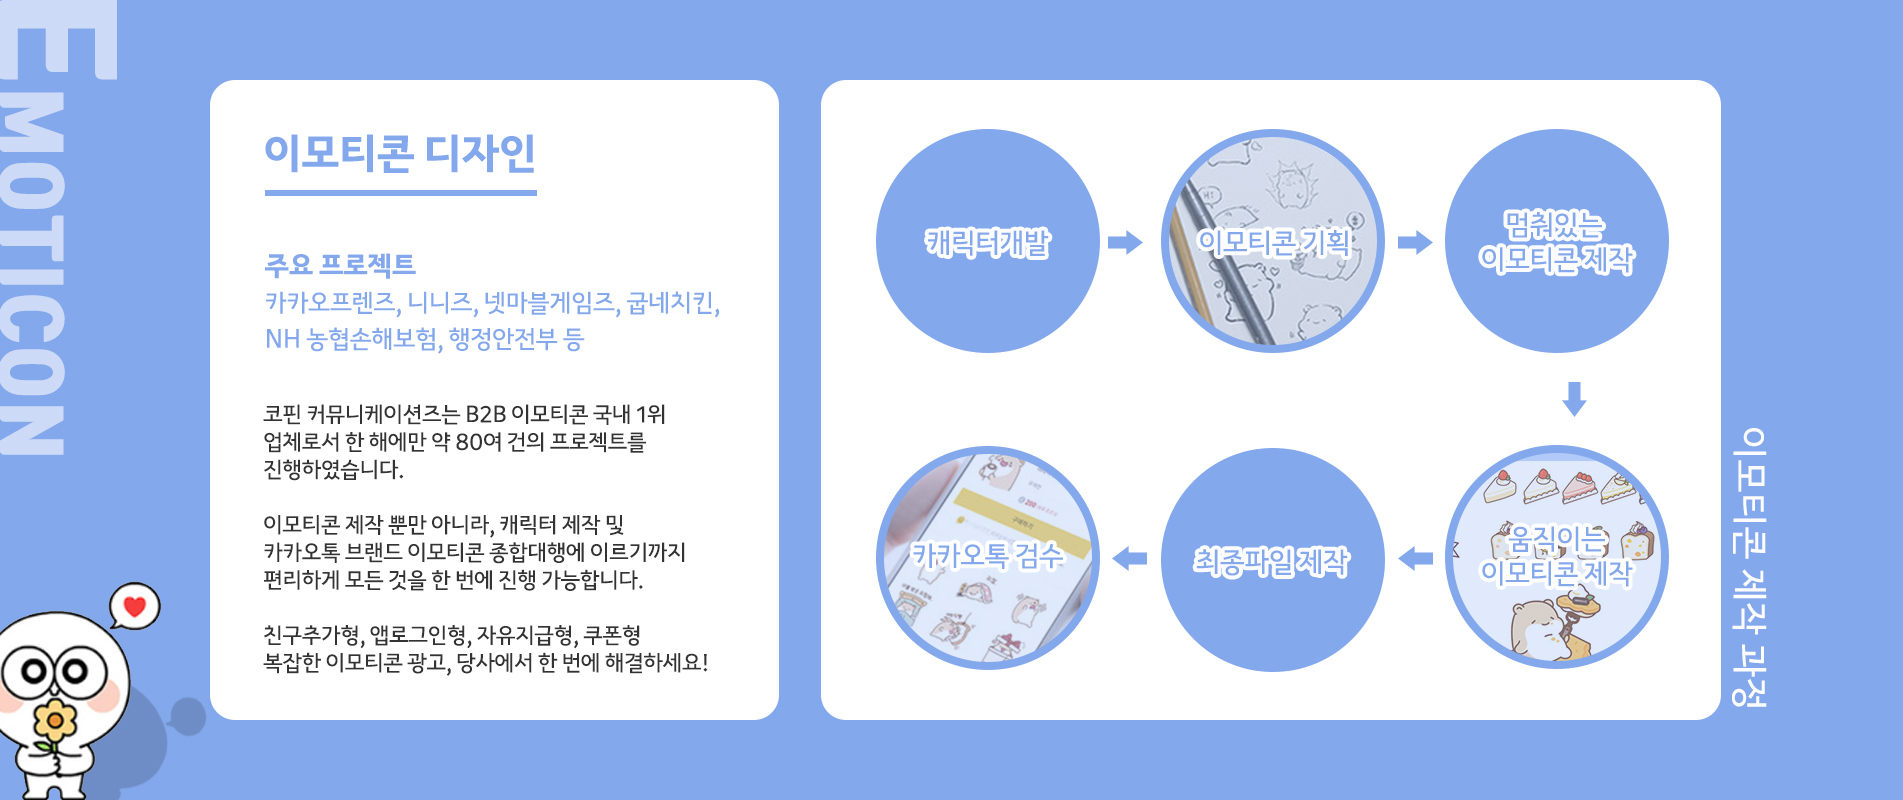 EMOTICON
이모티콘 디자인
주요 프로젝트
카카오프렌즈, 니니즈, 넷마블게임즈, 굽네치킨,
NH 농협손해보험, 행정안전부 등
코핀 커뮤니케이션즈는 B2B 이모티콘 국내 1위
업체로서 한 해에만 약 80여 건의 프로젝트를
진행하였습니다.
이모티콘 제작 뿐만 아니라, 캐릭터 제작 및
카카오톡 브랜드 이모티콘 종합대행에 이르기까지
편리하게 모든 것을 한 번에 진행 가능합니다.
친구추가형, 앱로그인형, 자유지급형, 쿠폰형
복잡한 이모티콘 광고, 당사에서 한 번에 해결하세요!
캐릭터개발
이모티콘 기획
Hi
멈춰있는
이모티콘 제작
움직이는
이모티콘 제작
최종파일 제작
카카오톡 검수
200
구매하기
이모티콘 제작 과정